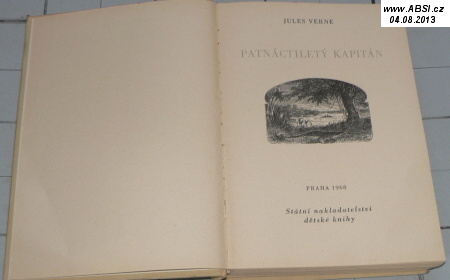 www.ABSI.cz
04.08.2013
JULES VERNE
PATNÁCTILETÝ KAPITÁN
PRAHA 1960
Státní nakladatelství
dětské knihy